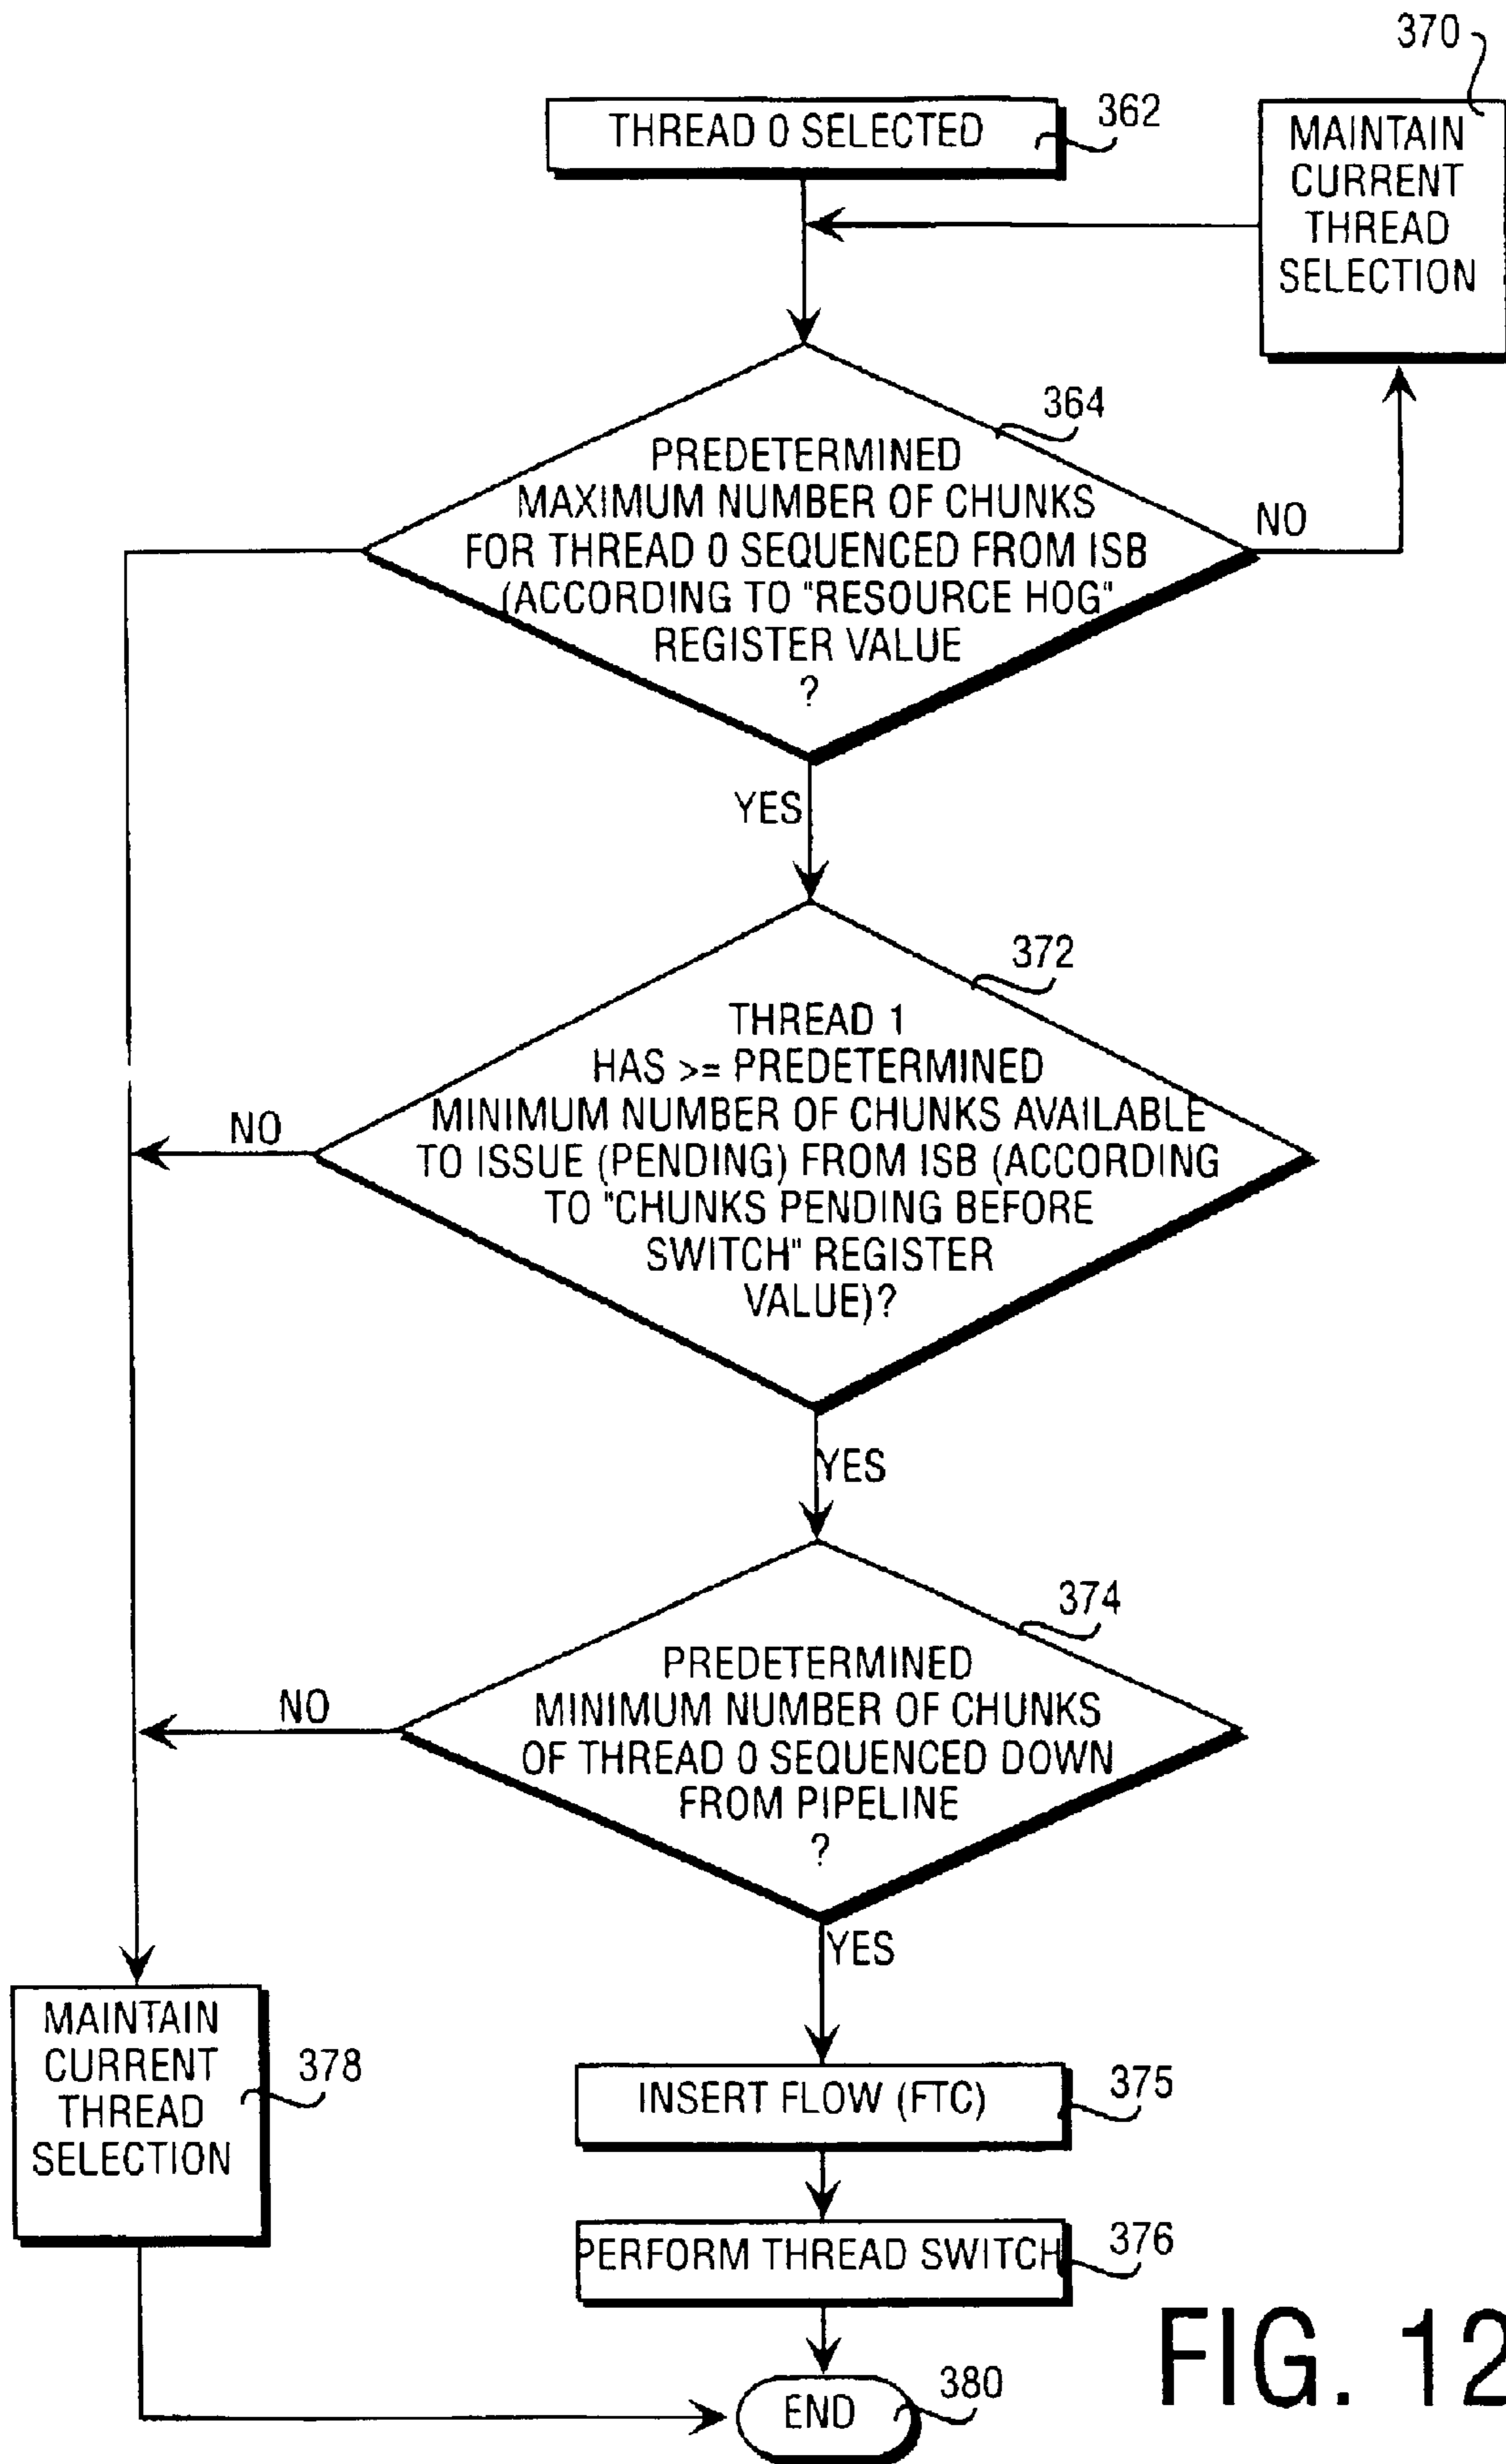 370
THREAD 0 SELECTED
362
MAINTAIN
CURRENT
THREAD
SELECTION
364
PREDETERMINED
MAXIMUM NUMBER OF CHUNKS
FOR THREAD 0 SEQUENCED FROM ISB
(ACCORDING TO "RESOURCE HOG"
REGISTER VALUE
?
NO
YES
372
THREAD 1
HAS >= PREDETERMINED
MINIMUM NUMBER OF CHUNKS AVAILABLE
TO ISSUE (PENDING) FROM ISB (ACCORDING
TO "CHUNKS PENDING BEFORE
SWITCH" REGISTER
VALUE)?
NO
YES
374
PREDETERMINED
MINIMUM NUMBER OF CHUNKS
OF THREAD 0 SEQUENCED DOWN
FROM PIPELINE
?
NO
YES
MAINTAIN
CURRENT
THREAD
SELECTION
378
INSERT FLOW (FTC)
375
PERFORM THREAD SWITCH
376
END
380
FIG. 12